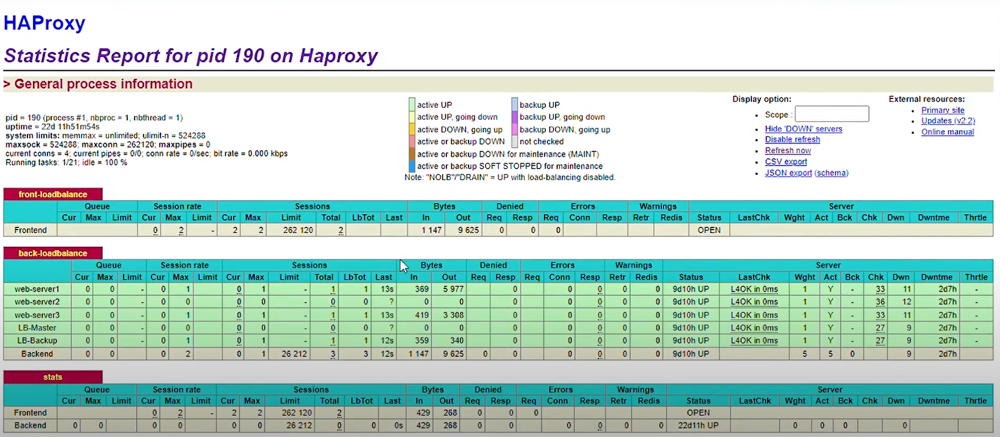 HAProxy
Statistics Report for pid 190 on Haproxy
> General process information
pid = 190 (process #1, nbproc = 1, nbthread = 1)
uptime = 22d 11h51m54s
system limits: memmax = unlimited; ulimit-n = 524288
maxsock = 524288; maxconn = 262120; maxpipes = 0
current conns = 4; current pipes = 0/0; conn rate = 0/sec; bit rate = 0.000 kbps
Running tasks: 1/21; idle = 100 %
active UP backup UP
active UP, going down backup UP, going down
active DOWN, going up backup DOWN, going up
active or backup DOWN not checked
active or backup DOWN for maintenance (MAINT)
active or backup SOFT STOPPED for maintenance
Note: "NOLB"/"DRAIN" = UP with load-balancing disabled.
Display option:
Scope :
Hide 'DOWN' servers
Disable refresh
Refresh now
CSV export
JSON export (schema)
External resources:
Primary site
Updates (v2.2)
Online manual
front-loadbalance
Queue Session rate Sessions Bytes Denied Errors Warnings Server
Cur Max Limit Cur Max Limit Cur Max Limit Total LbTot Last In Out Req Resp Req Conn Resp Retr Redis Status LastChk Wght Act Bck Chk Dwn Dwntme Thrtle
Frontend 0 2 - 2 2 262 120 2 1 147 9 625 0 0 0 OPEN
back-loadbalance
Queue Session rate Sessions Bytes Denied Errors Warnings Server
Cur Max Limit Cur Max Limit Cur Max Limit Total LbTot Last In Out Req Resp Req Conn Resp Retr Redis Status LastChk Wght Act Bck Chk Dwn Dwntme Thrtle
web-server1 0 0 - 0 1 0 1 - 1 1 13s 369 5 977 0 0 0 0 0 9d10h UP L4OK in 0ms 1 Y - 33 11 2d7h -
web-server2 0 0 - 0 0 0 0 - 0 0 ? 0 0 0 0 0 0 0 9d10h UP L4OK in 0ms 1 Y - 36 12 2d7h -
web-server3 0 0 - 0 1 0 1 - 1 1 13s 419 3 308 0 0 0 0 0 9d10h UP L4OK in 0ms 1 Y - 33 11 2d7h -
LB-Master 0 0 - 0 0 0 0 - 0 0 ? 0 0 0 0 0 0 0 9d10h UP L4OK in 0ms 1 Y - 27 9 2d7h -
LB-Backup 0 0 - 0 1 0 1 - 1 1 12s 359 340 0 0 0 0 0 9d10h UP L4OK in 0ms 1 Y - 27 9 2d7h -
Backend 0 0 0 2 0 1 26 212 3 3 12s 1 147 9 625 0 0 0 0 0 0 9d10h UP 5 5 0 9 2d7h
stats
Queue Session rate Sessions Bytes Denied Errors Warnings Server
Cur Max Limit Cur Max Limit Cur Max Limit Total LbTot Last In Out Req Resp Req Conn Resp Retr Redis Status LastChk Wght Act Bck Chk Dwn Dwntme Thrtle
Frontend 0 2 - 2 2 262 120 2 429 268 0 0 0 OPEN
Backend 0 0 0 0 0 0 26 212 0 0 0s 429 268 0 0 0 0 0 0 22d11h UP 0 0 0 0